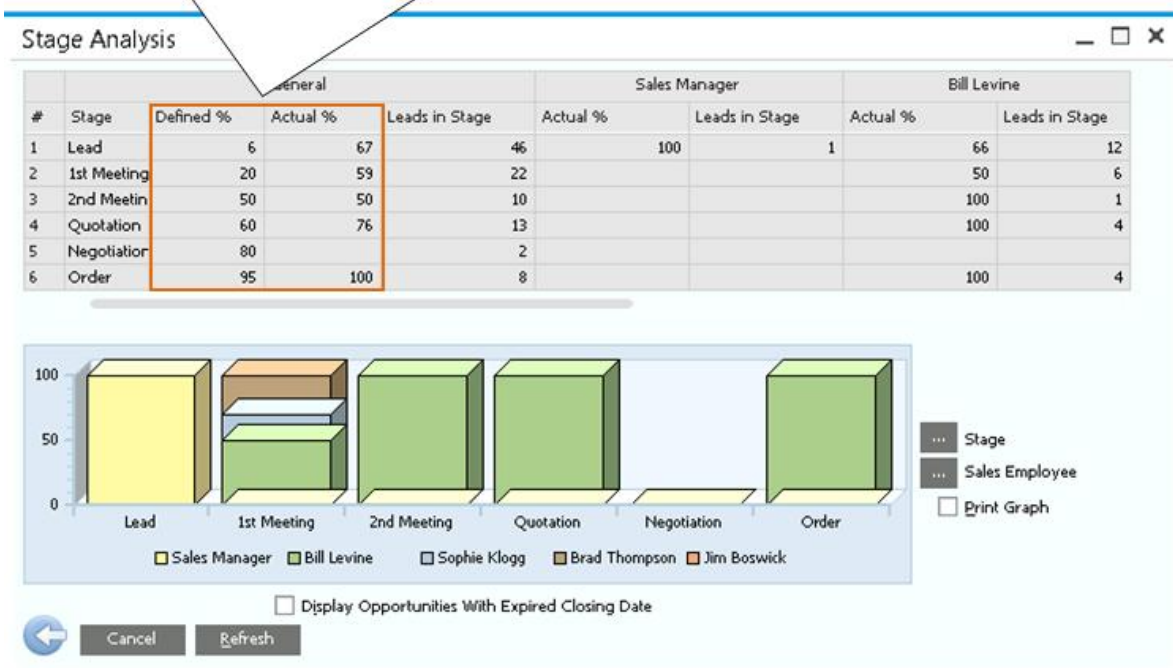 Stage Analysis
General Sales Manager Bill Levine
# Stage Defined % Actual % Leads in Stage Actual % Leads in Stage Actual % Leads in Stage
1 Lead 6 67 46 100 1 66 12
2 1st Meeting 20 59 22 50 6
3 2nd Meetin 50 50 10 100 1
4 Quotation 60 76 13 100 4
5 Negotiation 80 2
6 Order 95 100 8 100 4
100
50
0
Lead 1st Meeting 2nd Meeting Quotation Negotiation Order
Sales Manager Bill Levine Sophie Klogg Brad Thompson Jim Boswick
... Stage
... Sales Employee
Print Graph
Display Opportunities With Expired Closing Date
Cancel Refresh